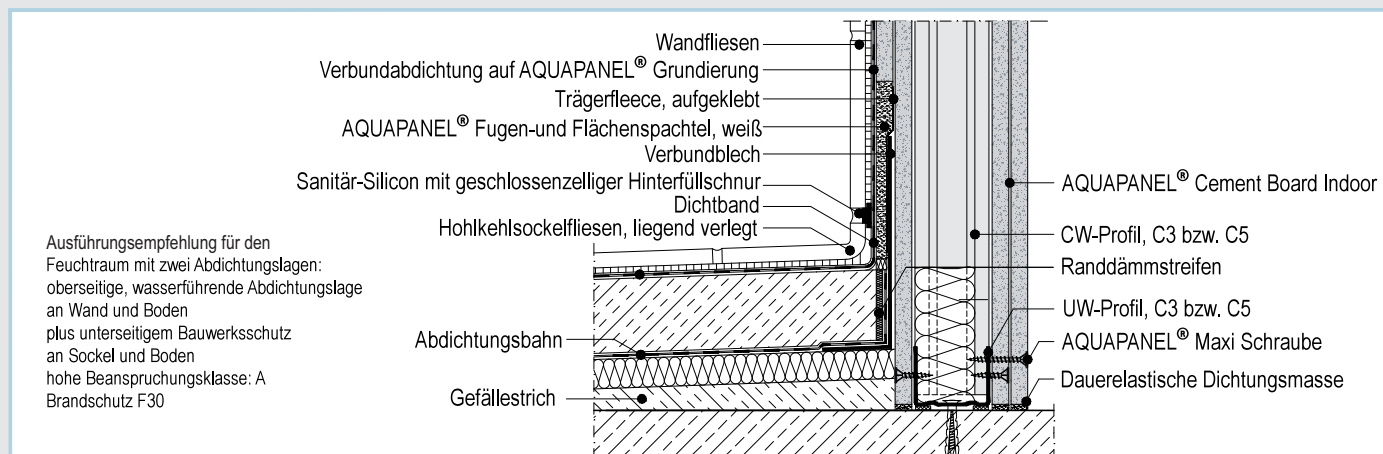 Wandfliesen
Verbundabdichtung auf AQUAPANEL® Grundierung
Trägerfleece, aufgeklebt
AQUAPANEL® Fugen-und Flächenspachtel, weiß
Verbundblech
Sanitär-Silicon mit geschlossenzelliger Hinterfüllschnur
Dichtband
Hohlkehlsockelfliesen, liegend verlegt
Abdichtungsbahn
Gefällestrich
Ausführungsempfehlung für den
Feuchtraum mit zwei Abdichtungslagen:
oberseitige, wasserführende Abdichtungslage
an Wand und Boden
plus unterseitigem Bauwerksschutz
an Sockel und Boden
hohe Beanspruchungsklasse: A
Brandschutz F30
AQUAPANEL® Cement Board Indoor
CW-Profil, C3 bzw. C5
Randdämmstreifen
UW-Profil, C3 bzw. C5
AQUAPANEL® Maxi Schraube
Dauerelastische Dichtungsmasse